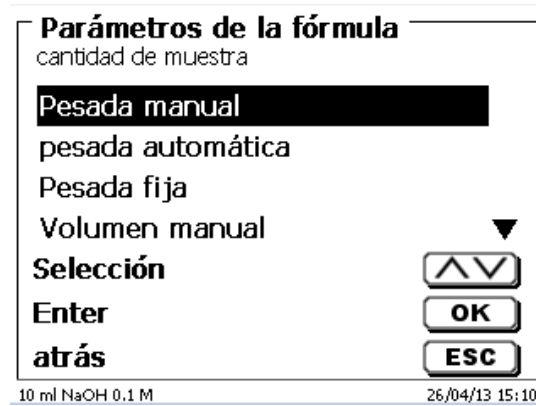 Parámetros de la fórmula
cantidad de muestra
Pesada manual
pesada automática
Pesada fija
Volumen manual
Selección
Enter OK
atrás ESC
10 ml NaOH 0.1 M 26/04/13 15:10